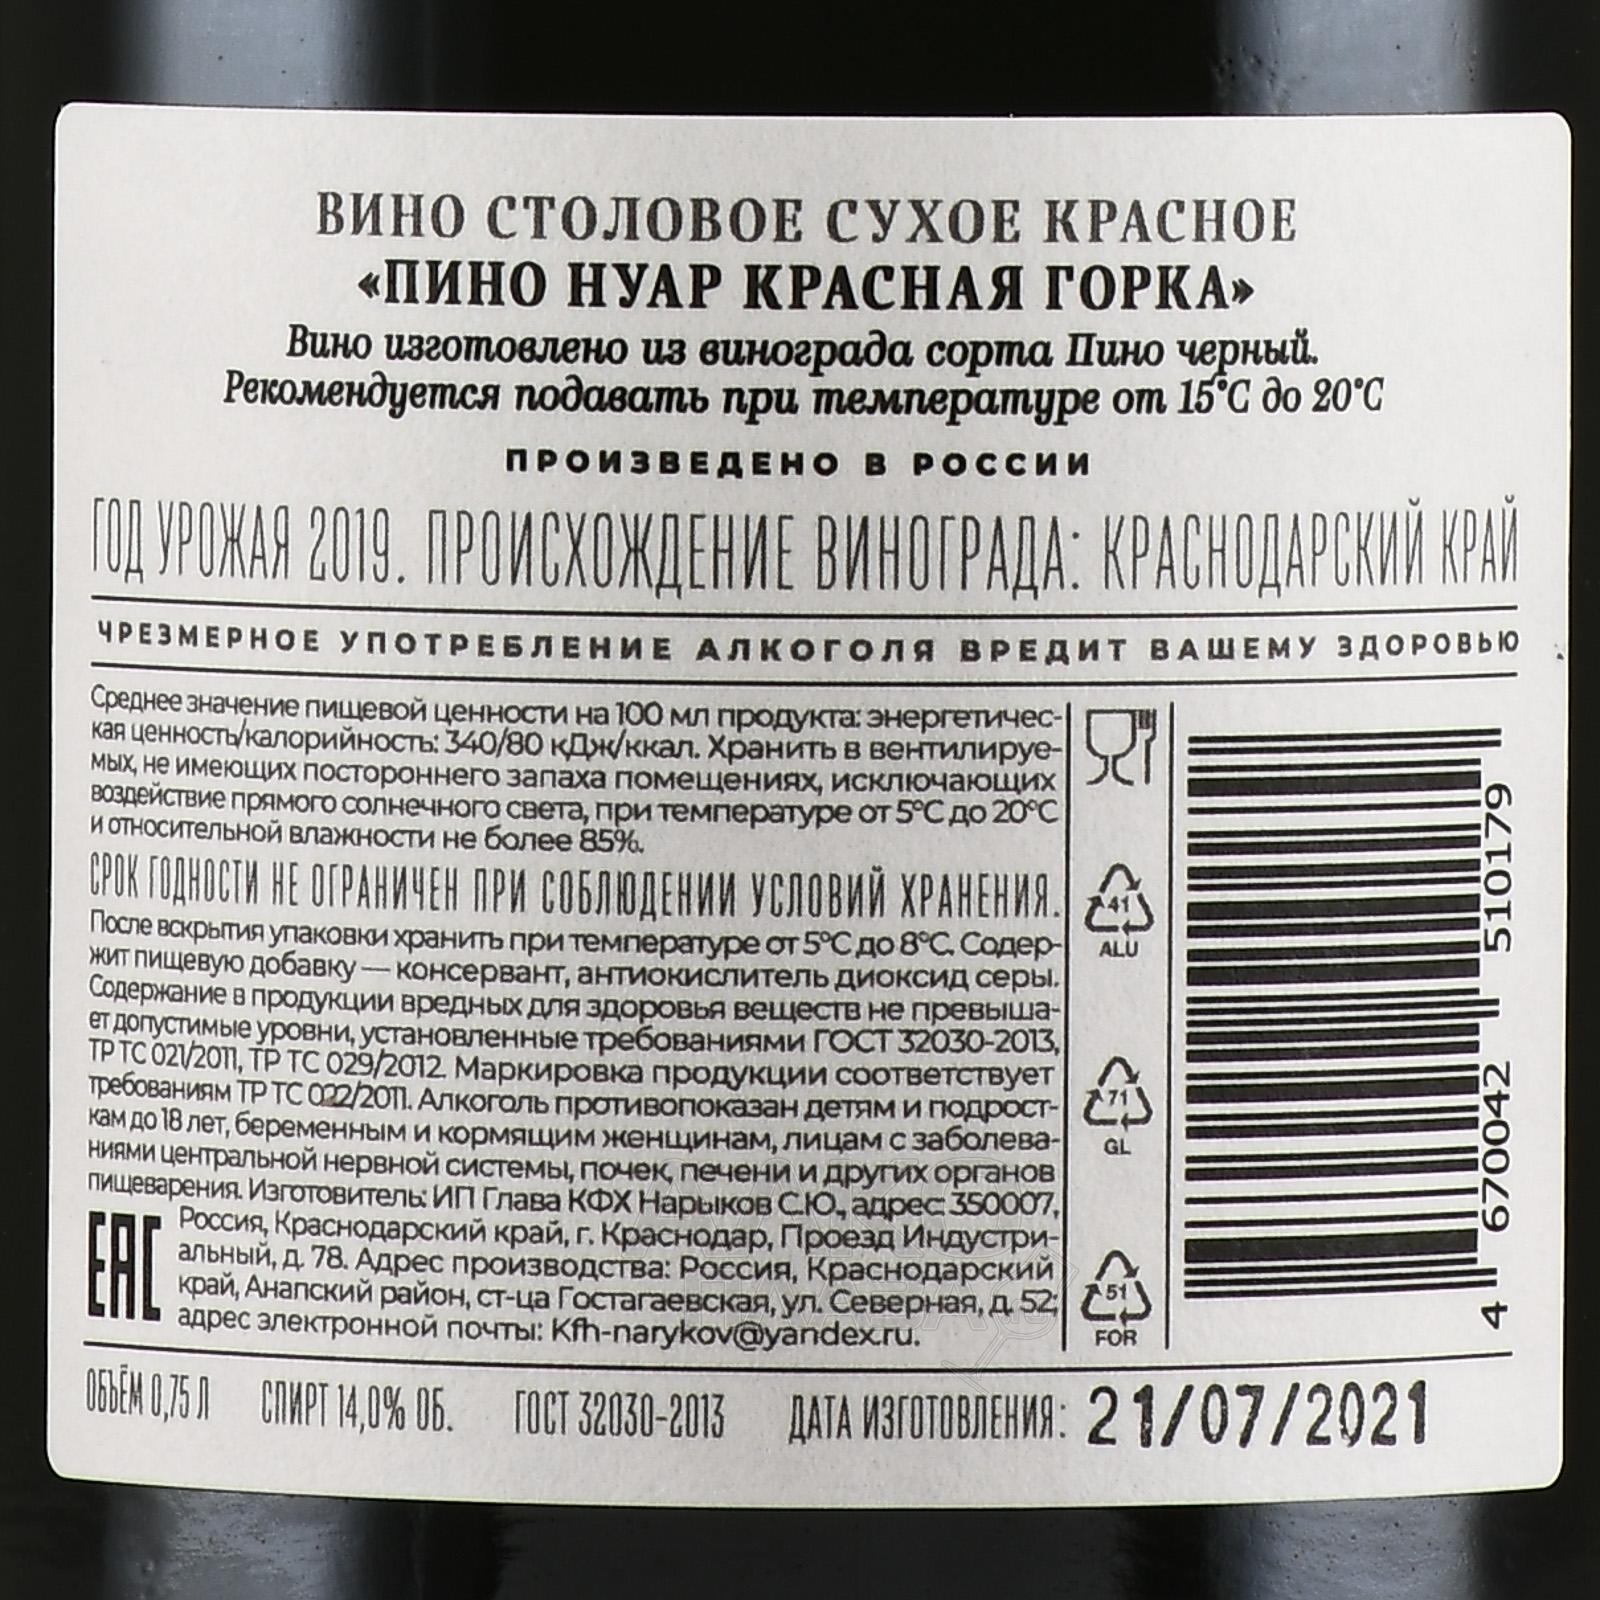 ВИНО СТОЛОВОЕ СУХОЕ КРАСНОЕ
«ПИНО НУАР КРАСНАЯ ГОРКА»
Вино изготовлено из винограда сорта Пино черный.
Рекомендуется подавать при температуре от 15°С до 20°С
ПРОИЗВЕДЕНО В РОССИИ
ГОД УРОЖАЯ 2019. ПРОИСХОЖДЕНИЕ ВИНОГРАДА: КРАСНОДАРСКИЙ КРАЙ
ЧРЕЗМЕРНОЕ УПОТРЕБЛЕНИЕ АЛКОГОЛЯ ВРЕДИТ ВАШЕМУ ЗДОРОВЬЮ
Среднее значение пищевой ценности на 100 мл продукта: энергетичес-
кая ценность/калорийность: 340/80 кДж/ккал. Хранить в вентилируе-
мых, не имеющих постороннего запаха помещениях, исключающих
воздействие прямого солнечного света, при температуре от 5°С до 20°С
и относительной влажности не более 85%.
СРОК ГОДНОСТИ НЕ ОГРАНИЧЕН ПРИ СОБЛЮДЕНИИ УСЛОВИЙ ХРАНЕНИЯ.
После вскрытия упаковки хранить при температуре от 5°С до 8°С. Содер-
жит пищевую добавку — консервант, антиокислитель диоксид серы.
Содержание в продукции вредных для здоровья веществ не превыша-
ет допустимые уровни, установленные требованиями ГОСТ 32030-2013,
ТР ТС 021/2011, ТР ТС 029/2012. Маркировка продукции соответствует
требованиям ТР ТС 022/2011. Алкоголь противопоказан детям и подрост-
кам до 18 лет, беременным и кормящим женщинам, лицам с заболева-
ниями центральной нервной системы, почек, печени и других органов
пищеварения. Изготовитель: ИП Глава КФХ Нарыков С.Ю., адрес: 350007,
Россия, Краснодарский край, г. Краснодар, Проезд Индустри-
альный, д. 78. Адрес производства: Россия, Краснодарский
край, Анапский район, ст-ца Гостагаевская, ул. Северная, д. 52;
адрес электронной почты: Kfh-narykov@yandex.ru.
EAC
41
ALU
71
GL
51
FOR
4 670042 510179
ОБЪЁМ 0,75 Л СПИРТ 14,0% ОБ. ГОСТ 32030-2013 ДАТА ИЗГОТОВЛЕНИЯ: 21/07/2021